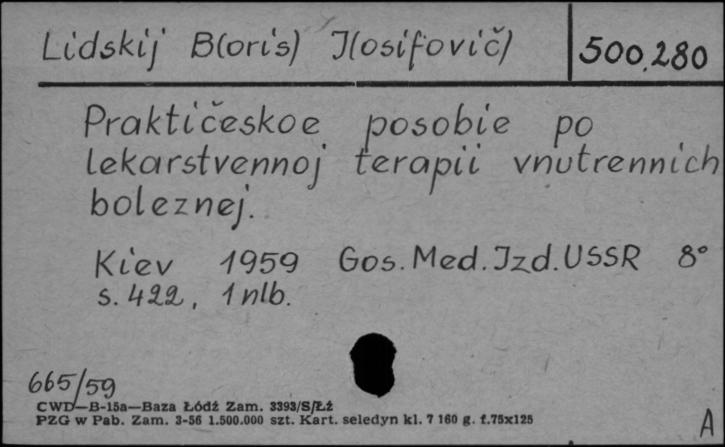 Lidskij B(oris) J(osifovič)
500.280
Praktičeskoe posobie po
lekarstvennoj terapii vnutrennich
boleznej.
Kiev 1959 Gos. Med. Izd. USSR 8°
s. 422, 1 nlb.
665/59
CWD—B-15a—Baza Łódź Zam. 3393/S/Łż
PZG w Pab. Zam. 3-56 1.500.000 szt. Kart. seledyn kl. 7 160 g. f.75x125
A